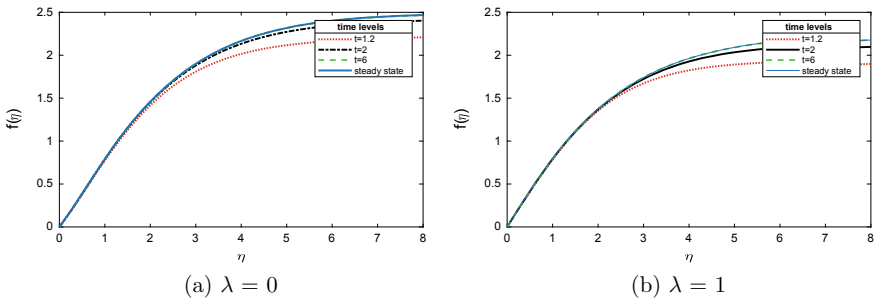 2.5
2
1.5
1
0.5
0
f(η)
0 1 2 3 4 5 6 7 8
η
time levels
t=1.2
t=2
t=6
steady state
(a) λ = 0
2.5
2
1.5
1
0.5
0
f(η)
0 1 2 3 4 5 6 7 8
η
time levels
t=1.2
t=2
t=6
steady state
(b) λ = 1